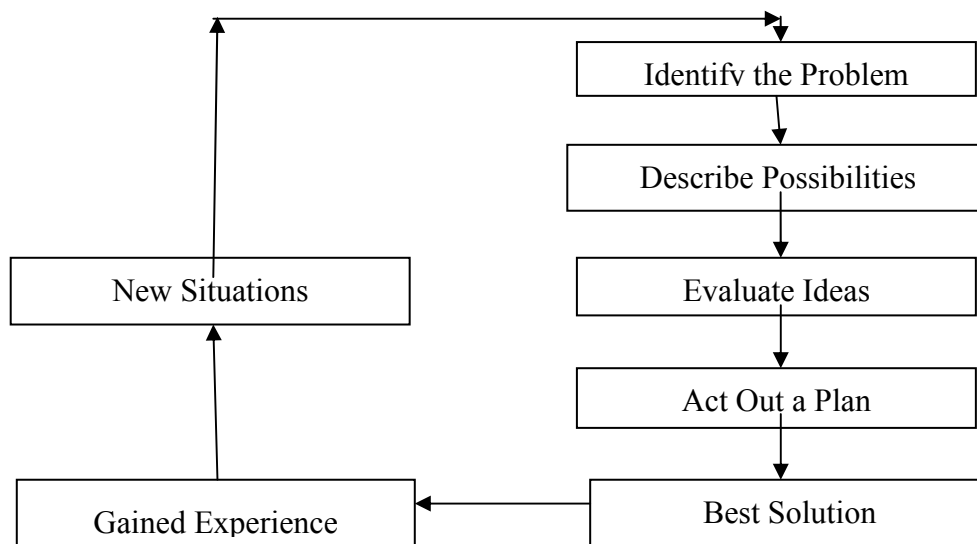 Identify the Problem
Describe Possibilities
Evaluate Ideas
Act Out a Plan
Best Solution
Gained Experience
New Situations